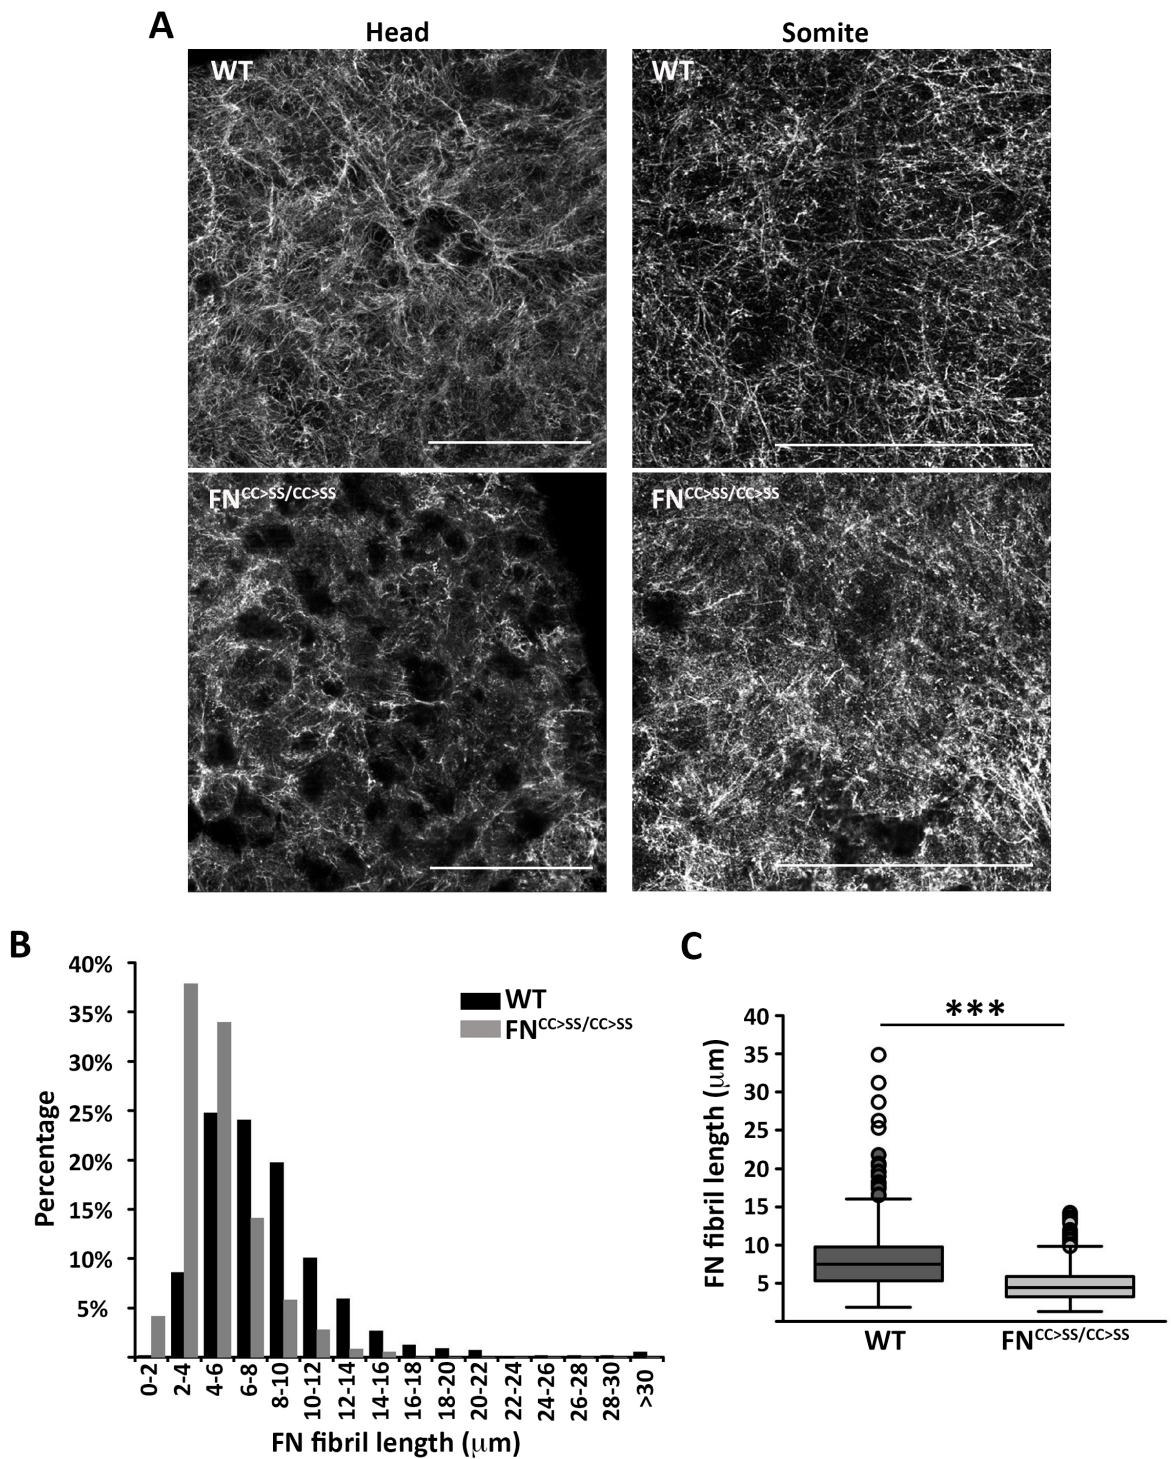 A
Head
Somite
WT
WT
FNCC>SS/CC>SS
FNCC>SS/CC>SS
B
40%
35%
30%
25%
20%
15%
10%
5%
Percentage
WT
FNCC>SS/CC>SS
0-2
2-4
4-6
6-8
8-10
10-12
12-14
14-16
16-18
18-20
20-22
22-24
24-26
26-28
28-30
>30
FN fibril length (μm)
C
***
40
35
30
25
20
15
10
5
FN fibril length (μm)
WT
FNCC>SS/CC>SS